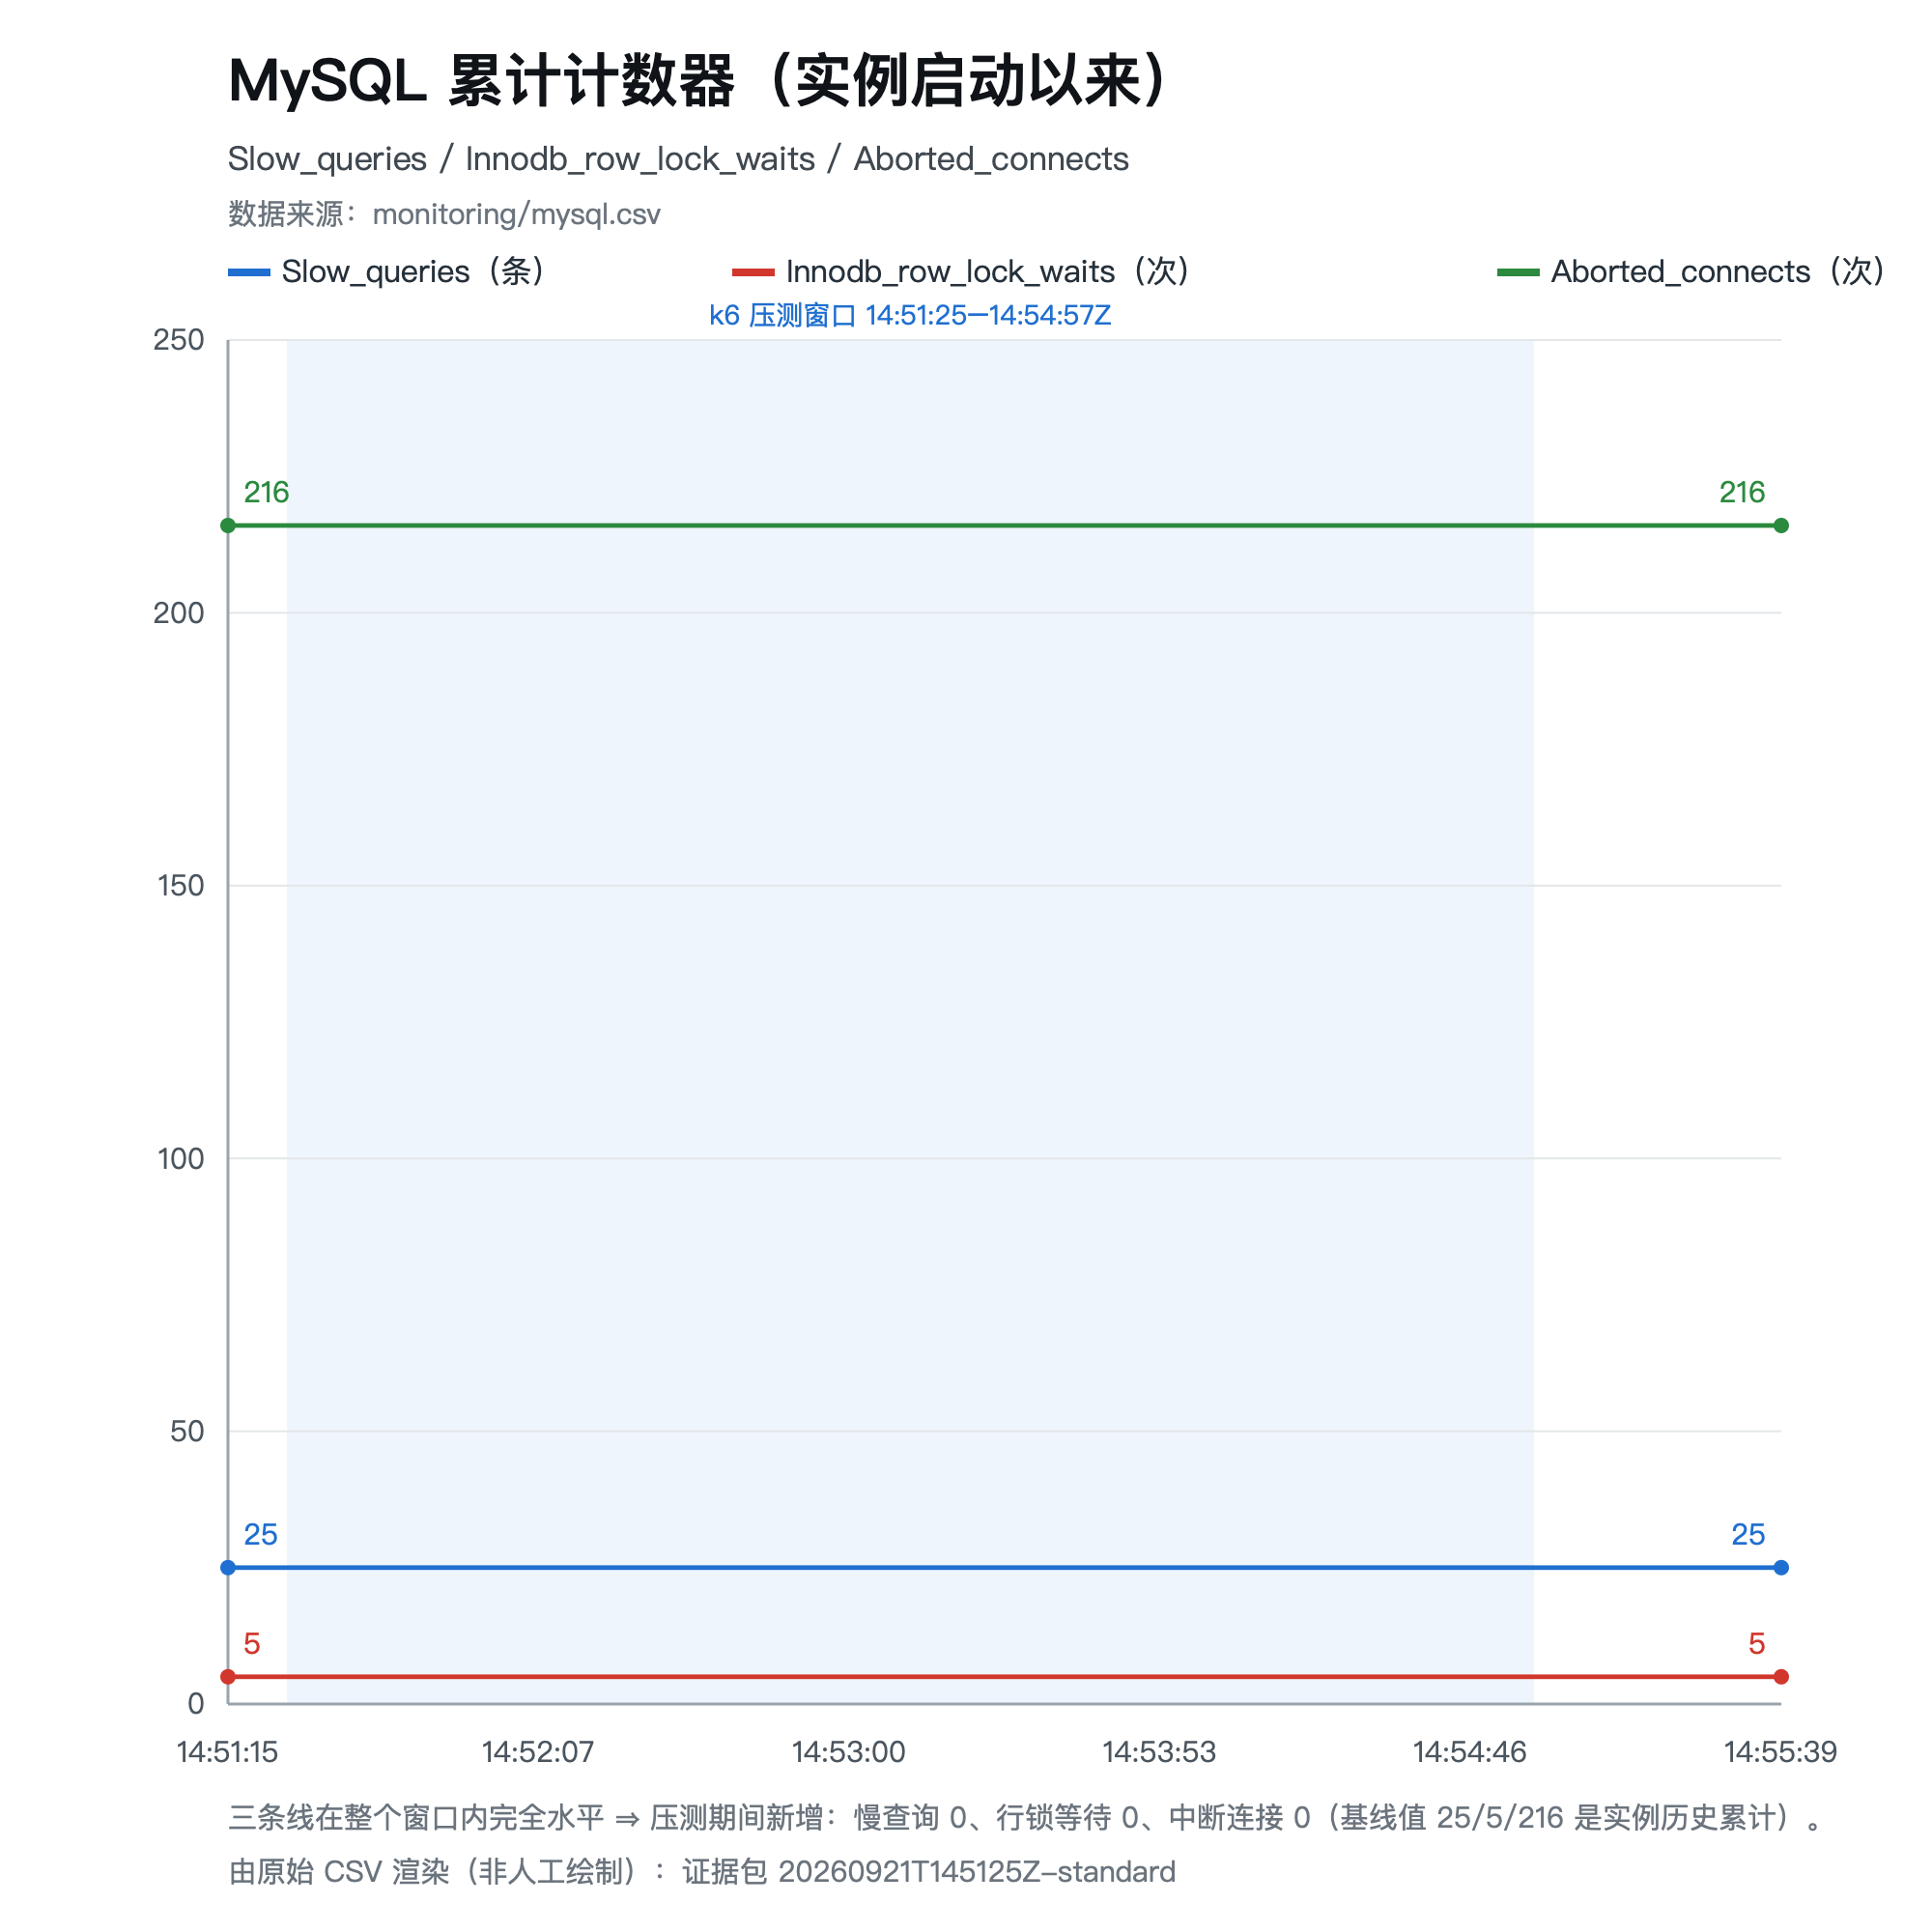 MySQL 累计计数器（实例启动以来）
Slow_queries / Innodb_row_lock_waits / Aborted_connects
数据来源：monitoring/mysql.csv
Slow_queries（条） Innodb_row_lock_waits（次） Aborted_connects（次）
k6 压测窗口 14:51:25–14:54:57Z
250
216 216
200
150
100
50
25 25
5 5
0
14:51:15 14:52:07 14:53:00 14:53:53 14:54:46 14:55:39
三条线在整个窗口内完全水平 ⇒ 压测期间新增：慢查询 0、行锁等待 0、中断连接 0（基线值 25/5/216 是实例历史累计）。
由原始 CSV 渲染（非人工绘制）：证据包 20260921T145125Z-standard